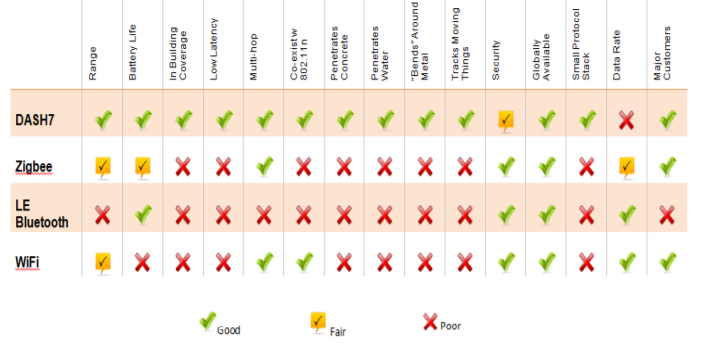 Range
Battery Life
In Building
Coverage
Low Latency
Multi-hop
Co-existw
802.11n
Penetrates
Concrete
Penetrates
Water
"Bends" Around
Metal
Tracks Moving
Things
Security
Globally
Available
Small Protocol
Stack
Data Rate
Major
Customers
DASH7
Zigbee
LE
Bluetooth
WiFi
Good
Fair
Poor